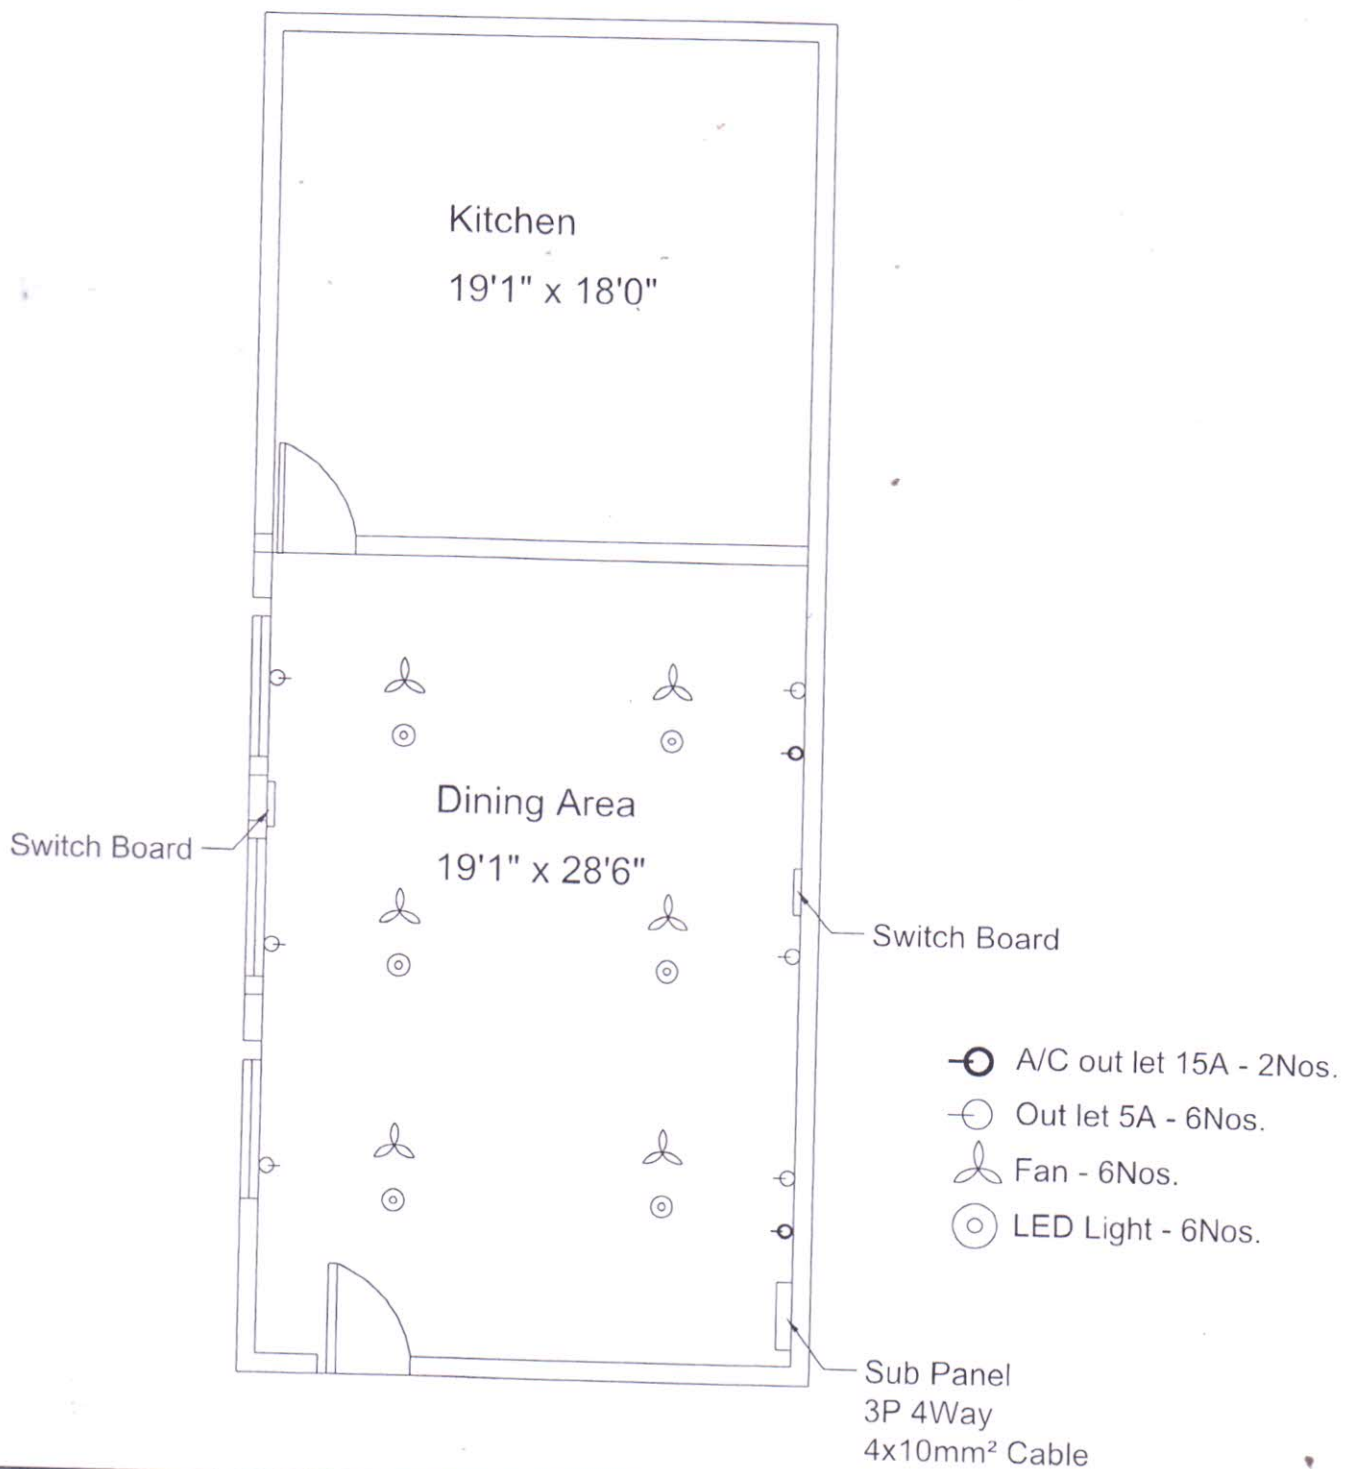 Kitchen
19'1" x 18'0"
Dining Area
19'1" x 28'6"
Switch Board
Switch Board
A/C out let 15A - 2Nos.
Out let 5A - 6Nos.
Fan - 6Nos.
LED Light - 6Nos.
Sub Panel
3P 4Way
4x10mm² Cable